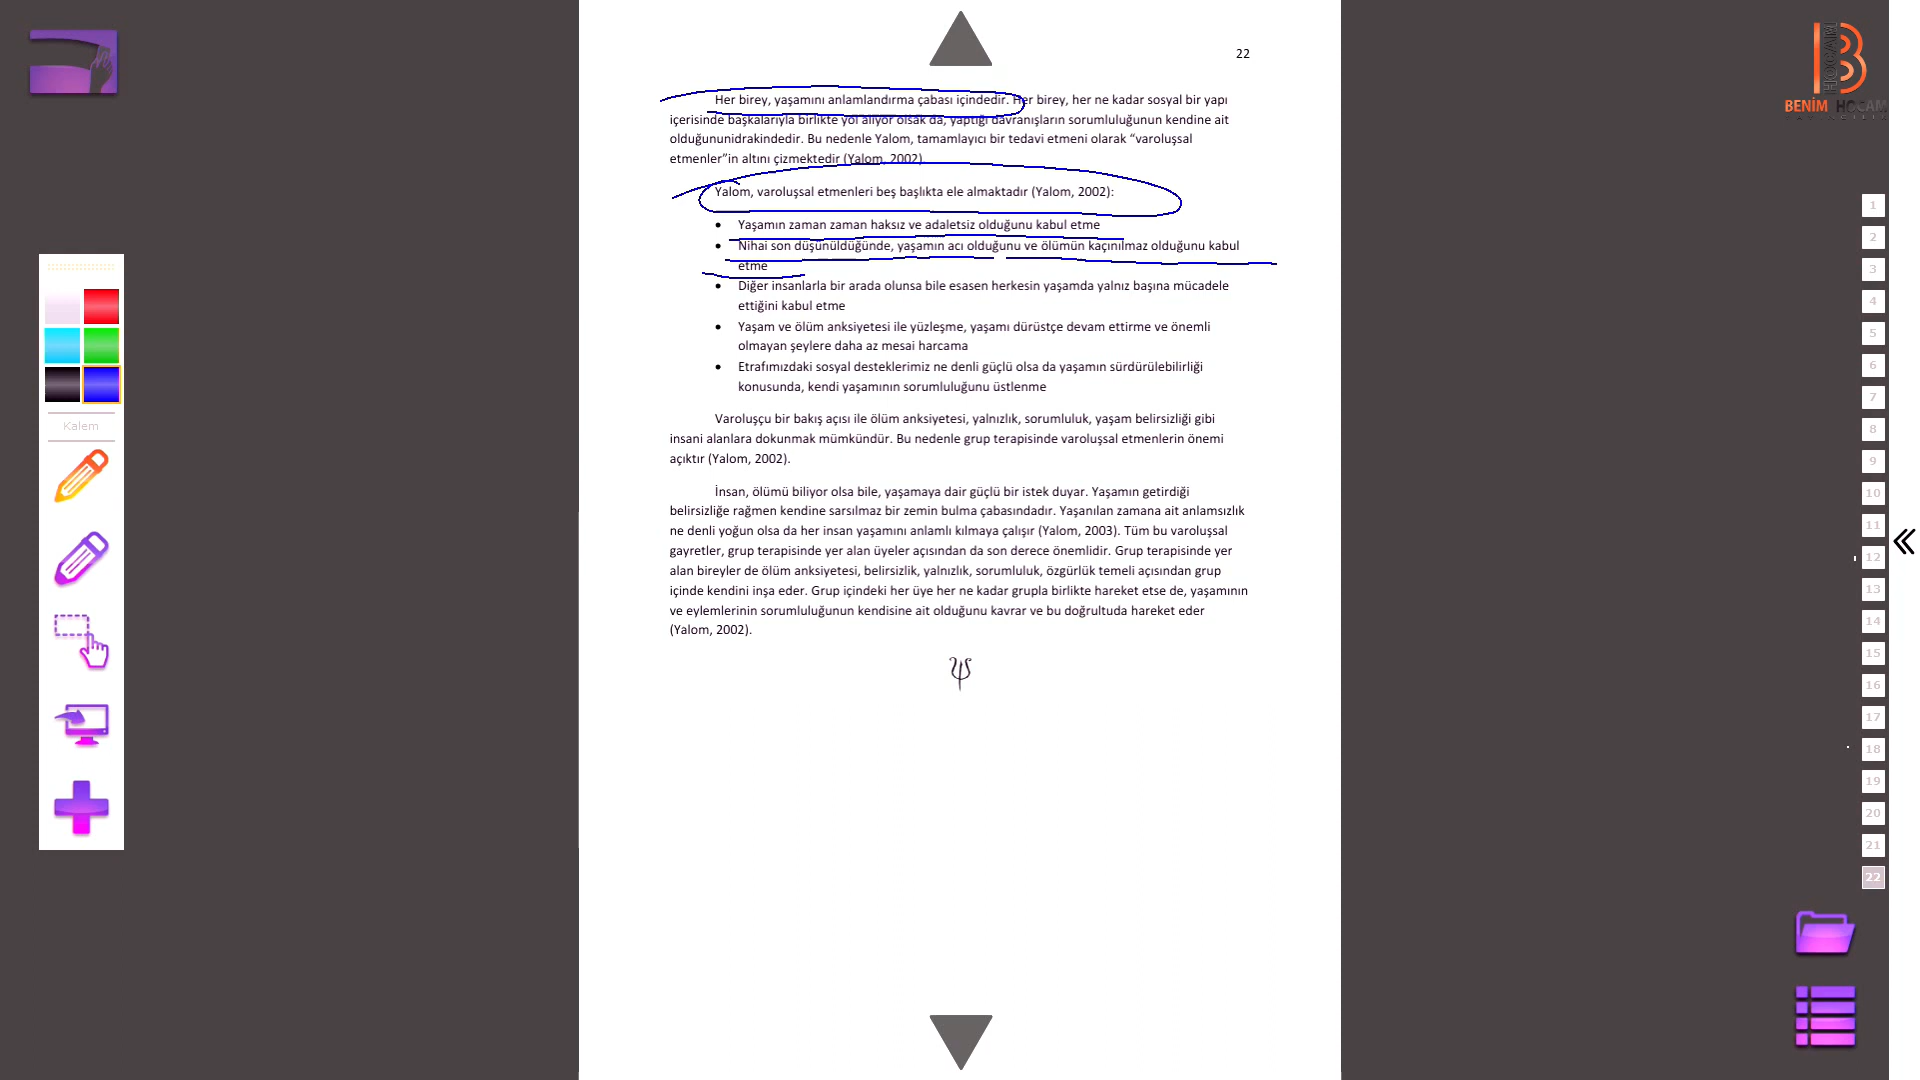 22
Her birey, yaşamını anlamlandırma çabası içindedir. Her birey, her ne kadar sosyal bir yapı
içerisinde başkalarıyla birlikte yol alıyor olsak da, yaptığı davranışların sorumluluğunun kendine ait
olduğununidrakindedir. Bu nedenle Yalom, tamamlayıcı bir tedavi etmeni olarak “varoluşsal
etmenler”in altını çizmektedir (Yalom, 2002).
Yalom, varoluşsal etmenleri beş başlıkta ele almaktadır (Yalom, 2002):
• Yaşamın zaman zaman haksız ve adaletsiz olduğunu kabul etme
• Nihai son düşünüldüğünde, yaşamın acı olduğunu ve ölümün kaçınılmaz olduğunu kabul
etme
• Diğer insanlarla bir arada olunsa bile esasen herkesin yaşamda yalnız başına mücadele
ettiğini kabul etme
• Yaşam ve ölüm anksiyetesi ile yüzleşme, yaşamı dürüstçe devam ettirme ve önemli
olmayan şeylere daha az mesai harcama
• Etrafımızdaki sosyal desteklerimiz ne denli güçlü olsa da yaşamın sürdürülebilirliği
konusunda, kendi yaşamının sorumluluğunu üstlenme
Varoluşçu bir bakış açısı ile ölüm anksiyetesi, yalnızlık, sorumluluk, yaşam belirsizliği gibi
insani alanlara dokunmak mümkündür. Bu nedenle grup terapisinde varoluşsal etmenlerin önemi
açıktır (Yalom, 2002).
İnsan, ölümü biliyor olsa bile, yaşamaya dair güçlü bir istek duyar. Yaşamın getirdiği
belirsizliğe rağmen kendine sarsılmaz bir zemin bulma çabasındadır. Yaşanılan zamana ait anlamsızlık
ne denli yoğun olsa da her insan yaşamını anlamlı kılmaya çalışır (Yalom, 2003). Tüm bu varoluşsal
gayretler, grup terapisinde yer alan üyeler açısından da son derece önemlidir. Grup terapisinde yer
alan bireyler de ölüm anksiyetesi, belirsizlik, yalnızlık, sorumluluk, özgürlük temeli açısından grup
içinde kendini inşa eder. Grup içindeki her üye her ne kadar grupla birlikte hareket etse de, yaşamının
ve eylemlerinin sorumluluğunun kendisine ait olduğunu kavrar ve bu doğrultuda hareket eder
(Yalom, 2002).
Kalem
HOCAM
BENİM HOCAM
YAYINCILIK
1
2
3
4
5
6
7
8
9
10
11
12
13
14
15
16
17
18
19
20
21
22